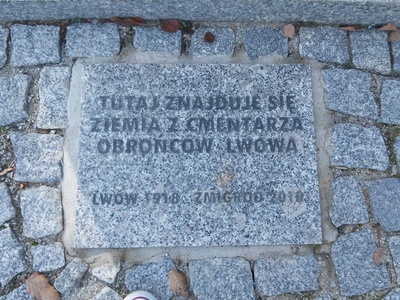 TUTAJ ZNAJDUJE SIĘ
ZIEMIA Z CMENTARZA
OBROŃCÓW LWOWA
LWÓW 1918 ŻMIGRÓD 2018